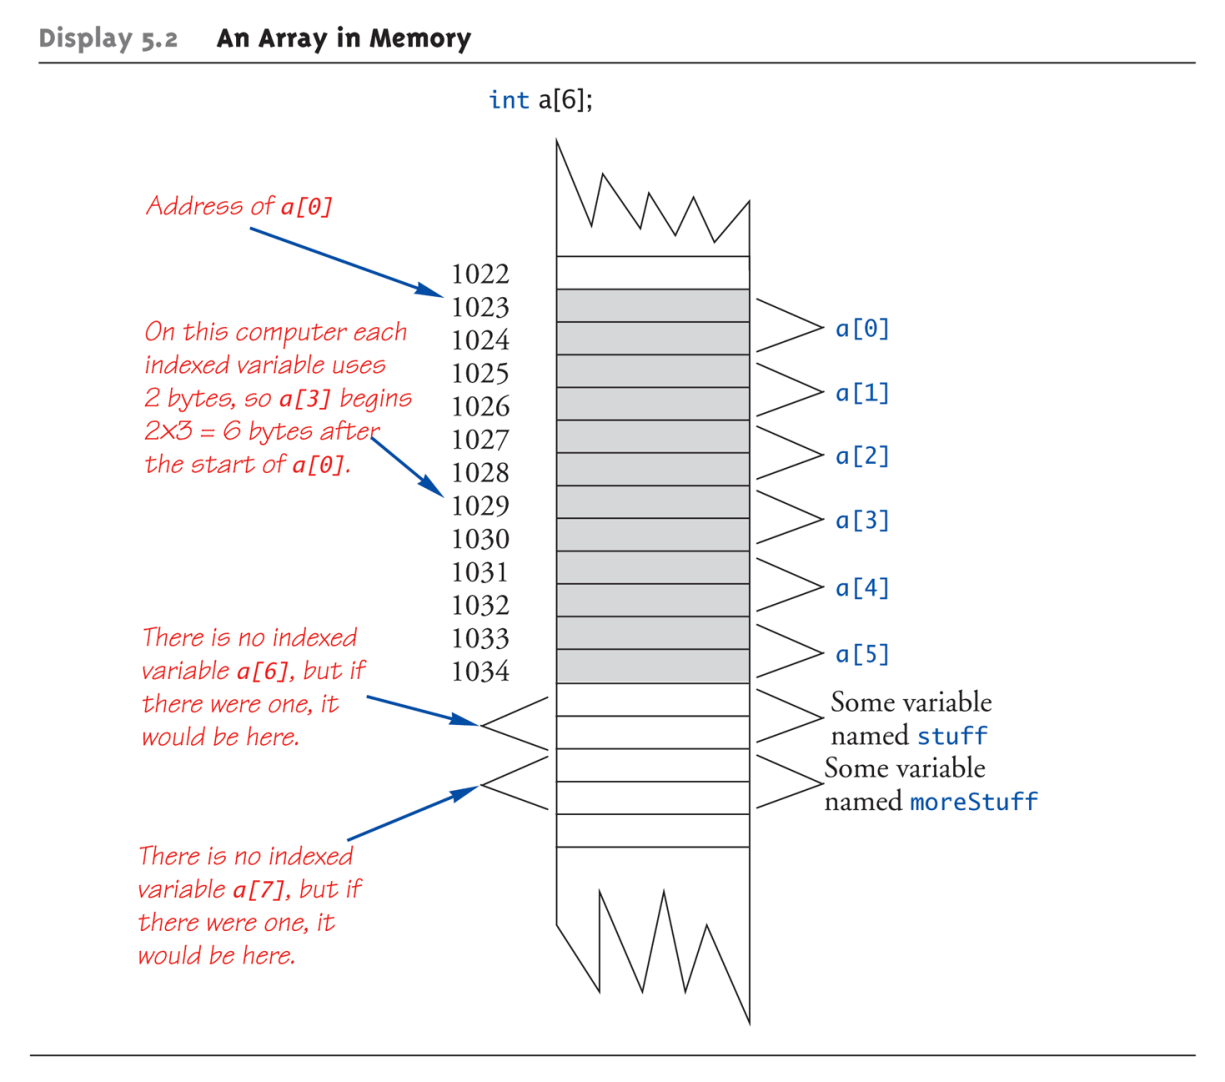 Display 5.2 An Array in Memory
int a[6];
Address of a[0]
1022
1023
1024
1025
1026
1027
1028
1029
1030
1031
1032
1033
1034
On this computer each
indexed variable uses
2 bytes, so a[3] begins
2x3 = 6 bytes after
the start of a[0].
There is no indexed
variable a[6], but if
there were one, it
would be here.
There is no indexed
variable a[7], but if
there were one, it
would be here.
a[0]
a[1]
a[2]
a[3]
a[4]
a[5]
Some variable
named stuff
Some variable
named moreStuff